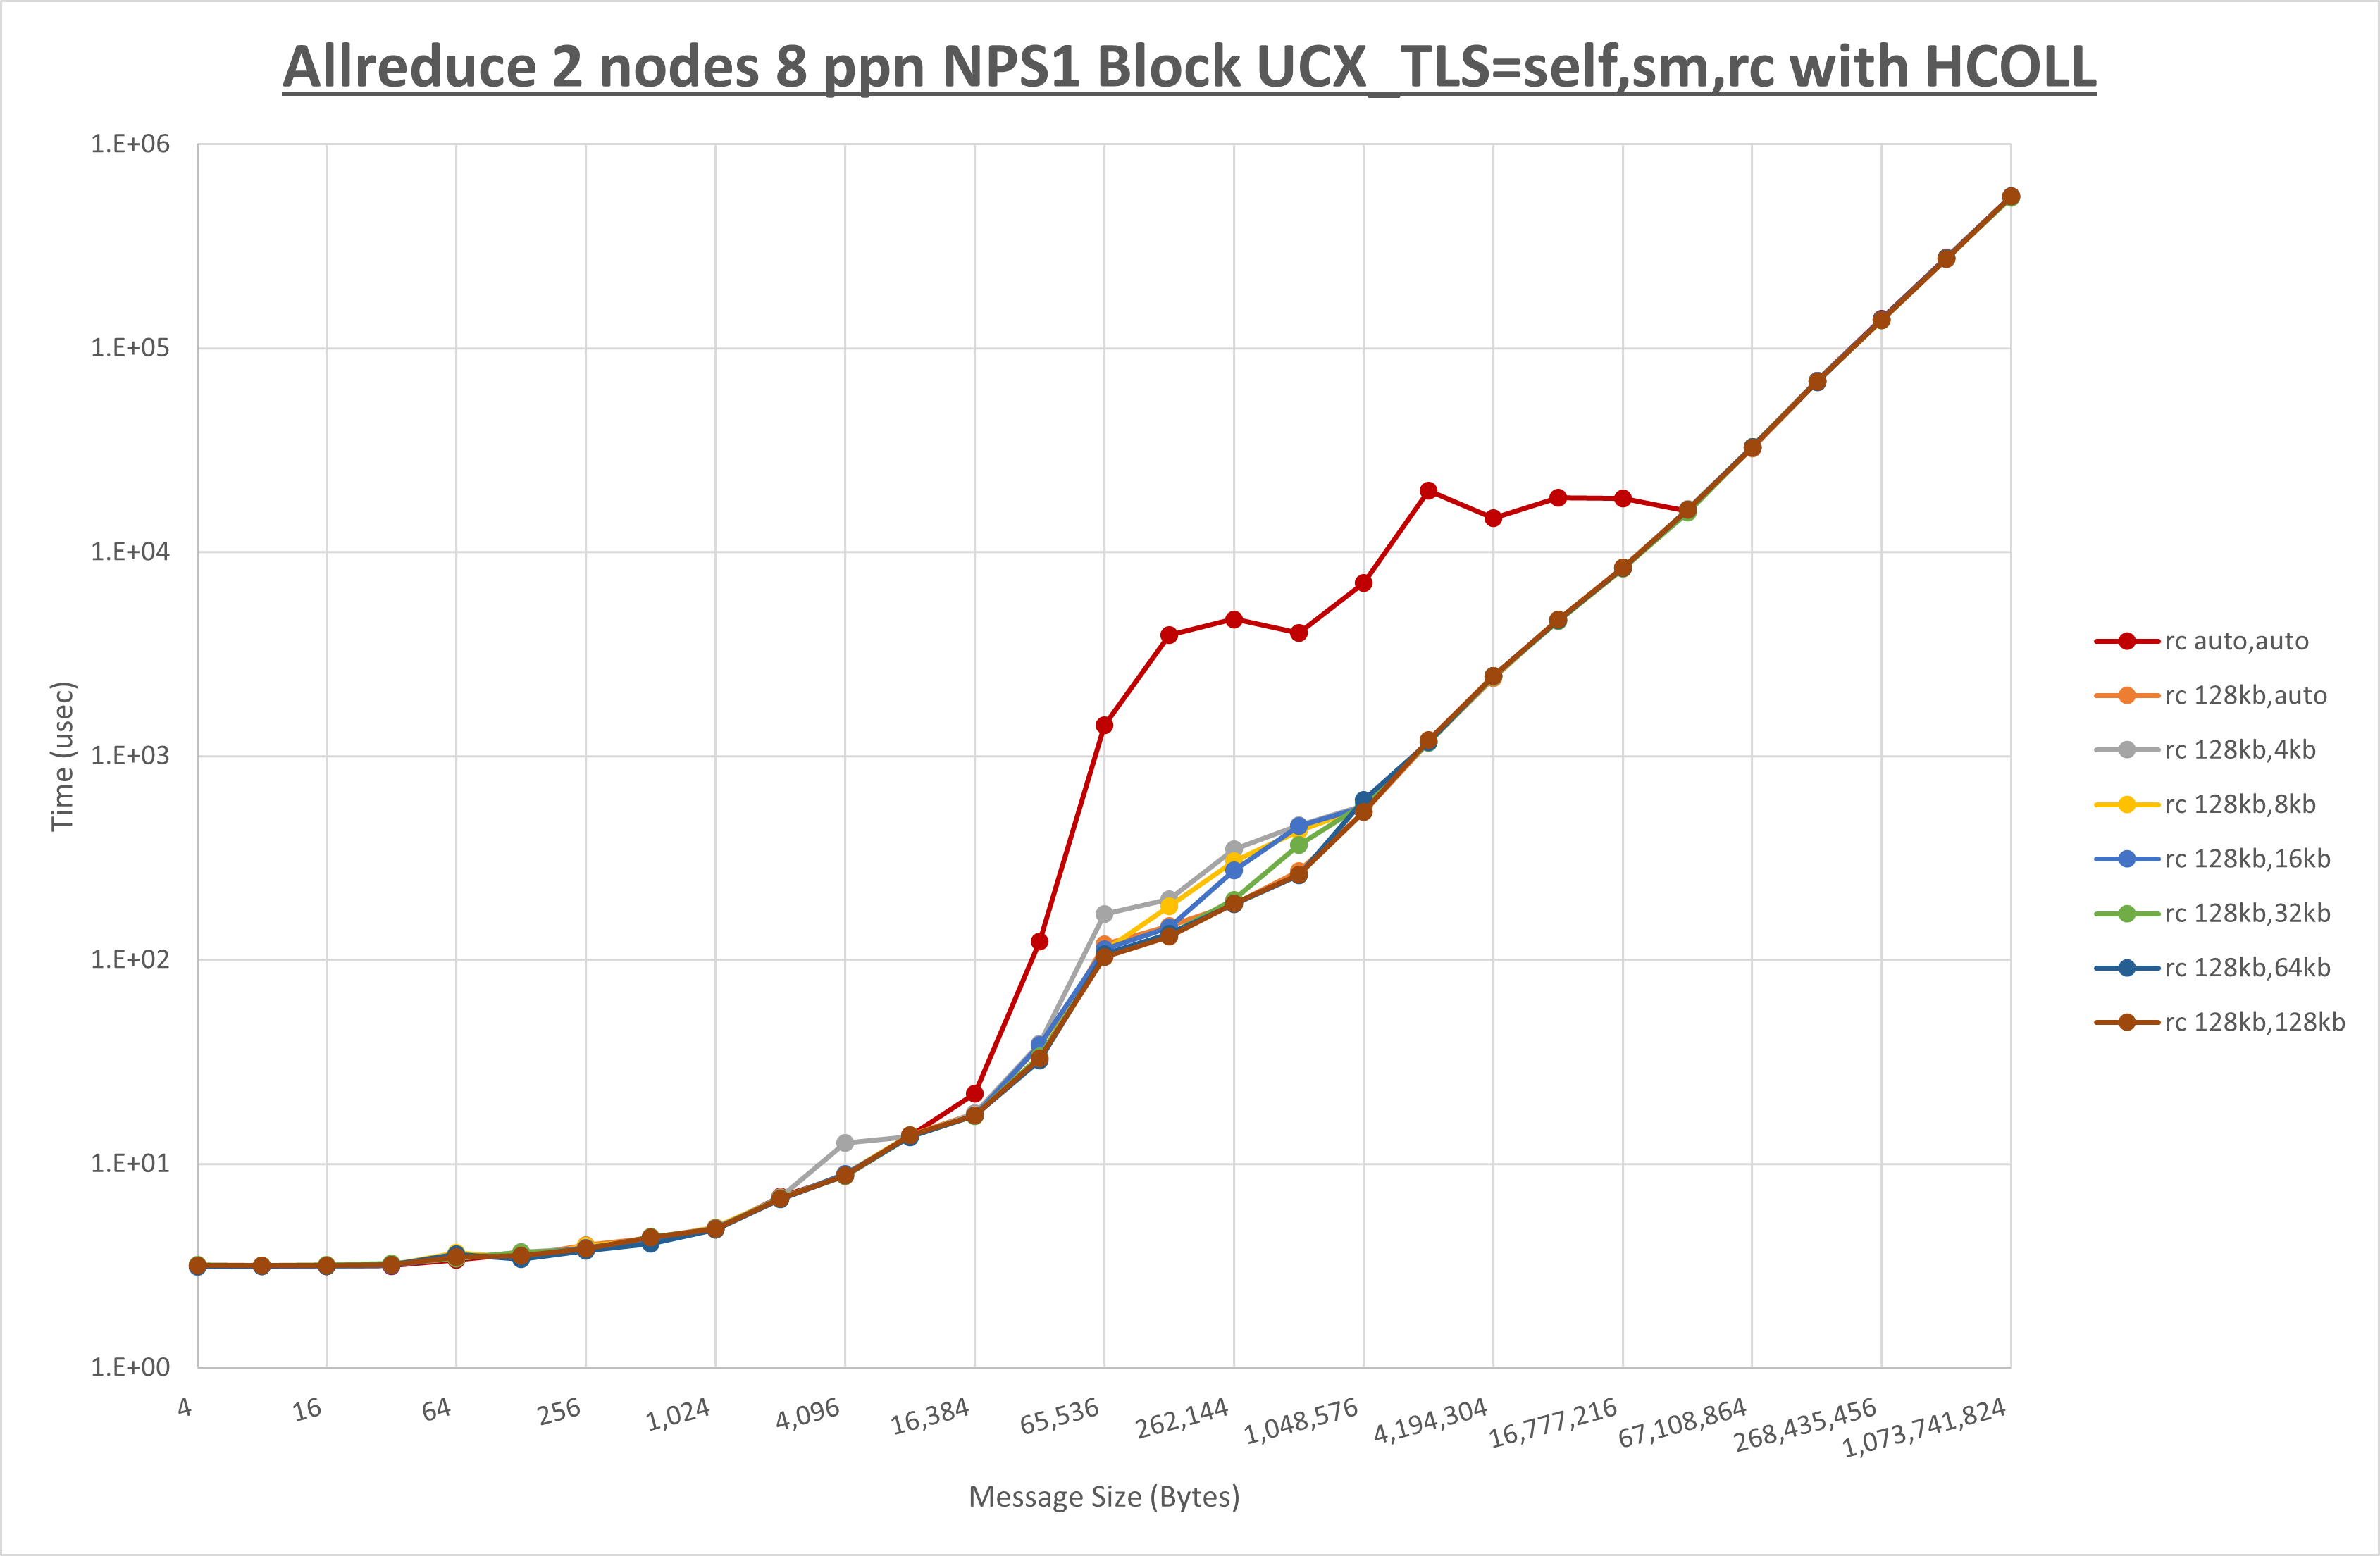 Allreduce 2 nodes 8 ppn NPS1 Block UCX_TLS=self,sm,rc with HCOLL
1.E+06
1.E+05
1.E+04
1.E+03
1.E+02
1.E+01
1.E+00
Time (usec)
4
16
64
256
1,024
4,096
16,384
65,536
262,144
1,048,576
4,194,304
16,777,216
67,108,864
268,435,456
1,073,741,824
Message Size (Bytes)
rc auto,auto
rc 128kb,auto
rc 128kb,4kb
rc 128kb,8kb
rc 128kb,16kb
rc 128kb,32kb
rc 128kb,64kb
rc 128kb,128kb